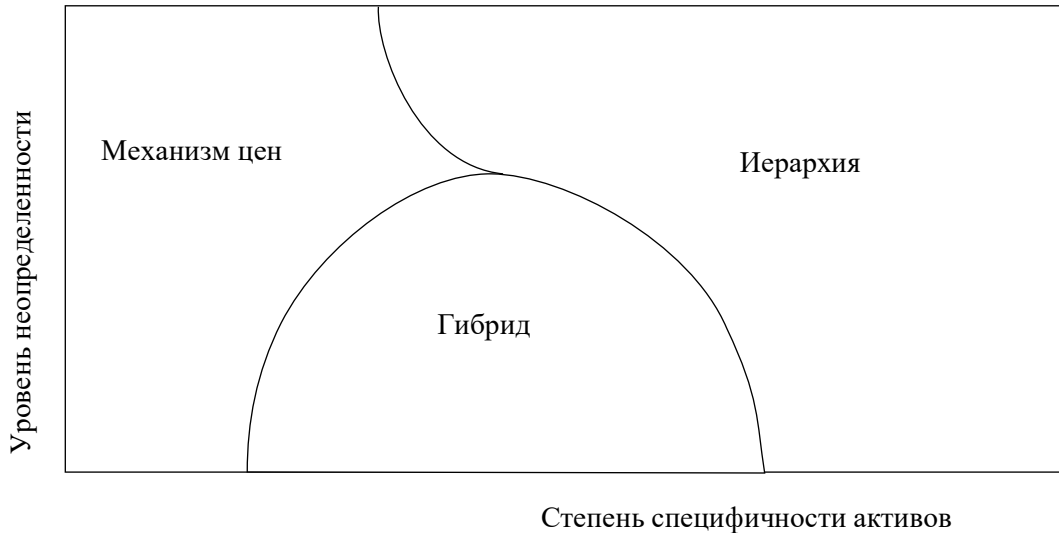 Уровень неопределенности
Механизм цен
Иерархия
Гибрид
Степень специфичности активов